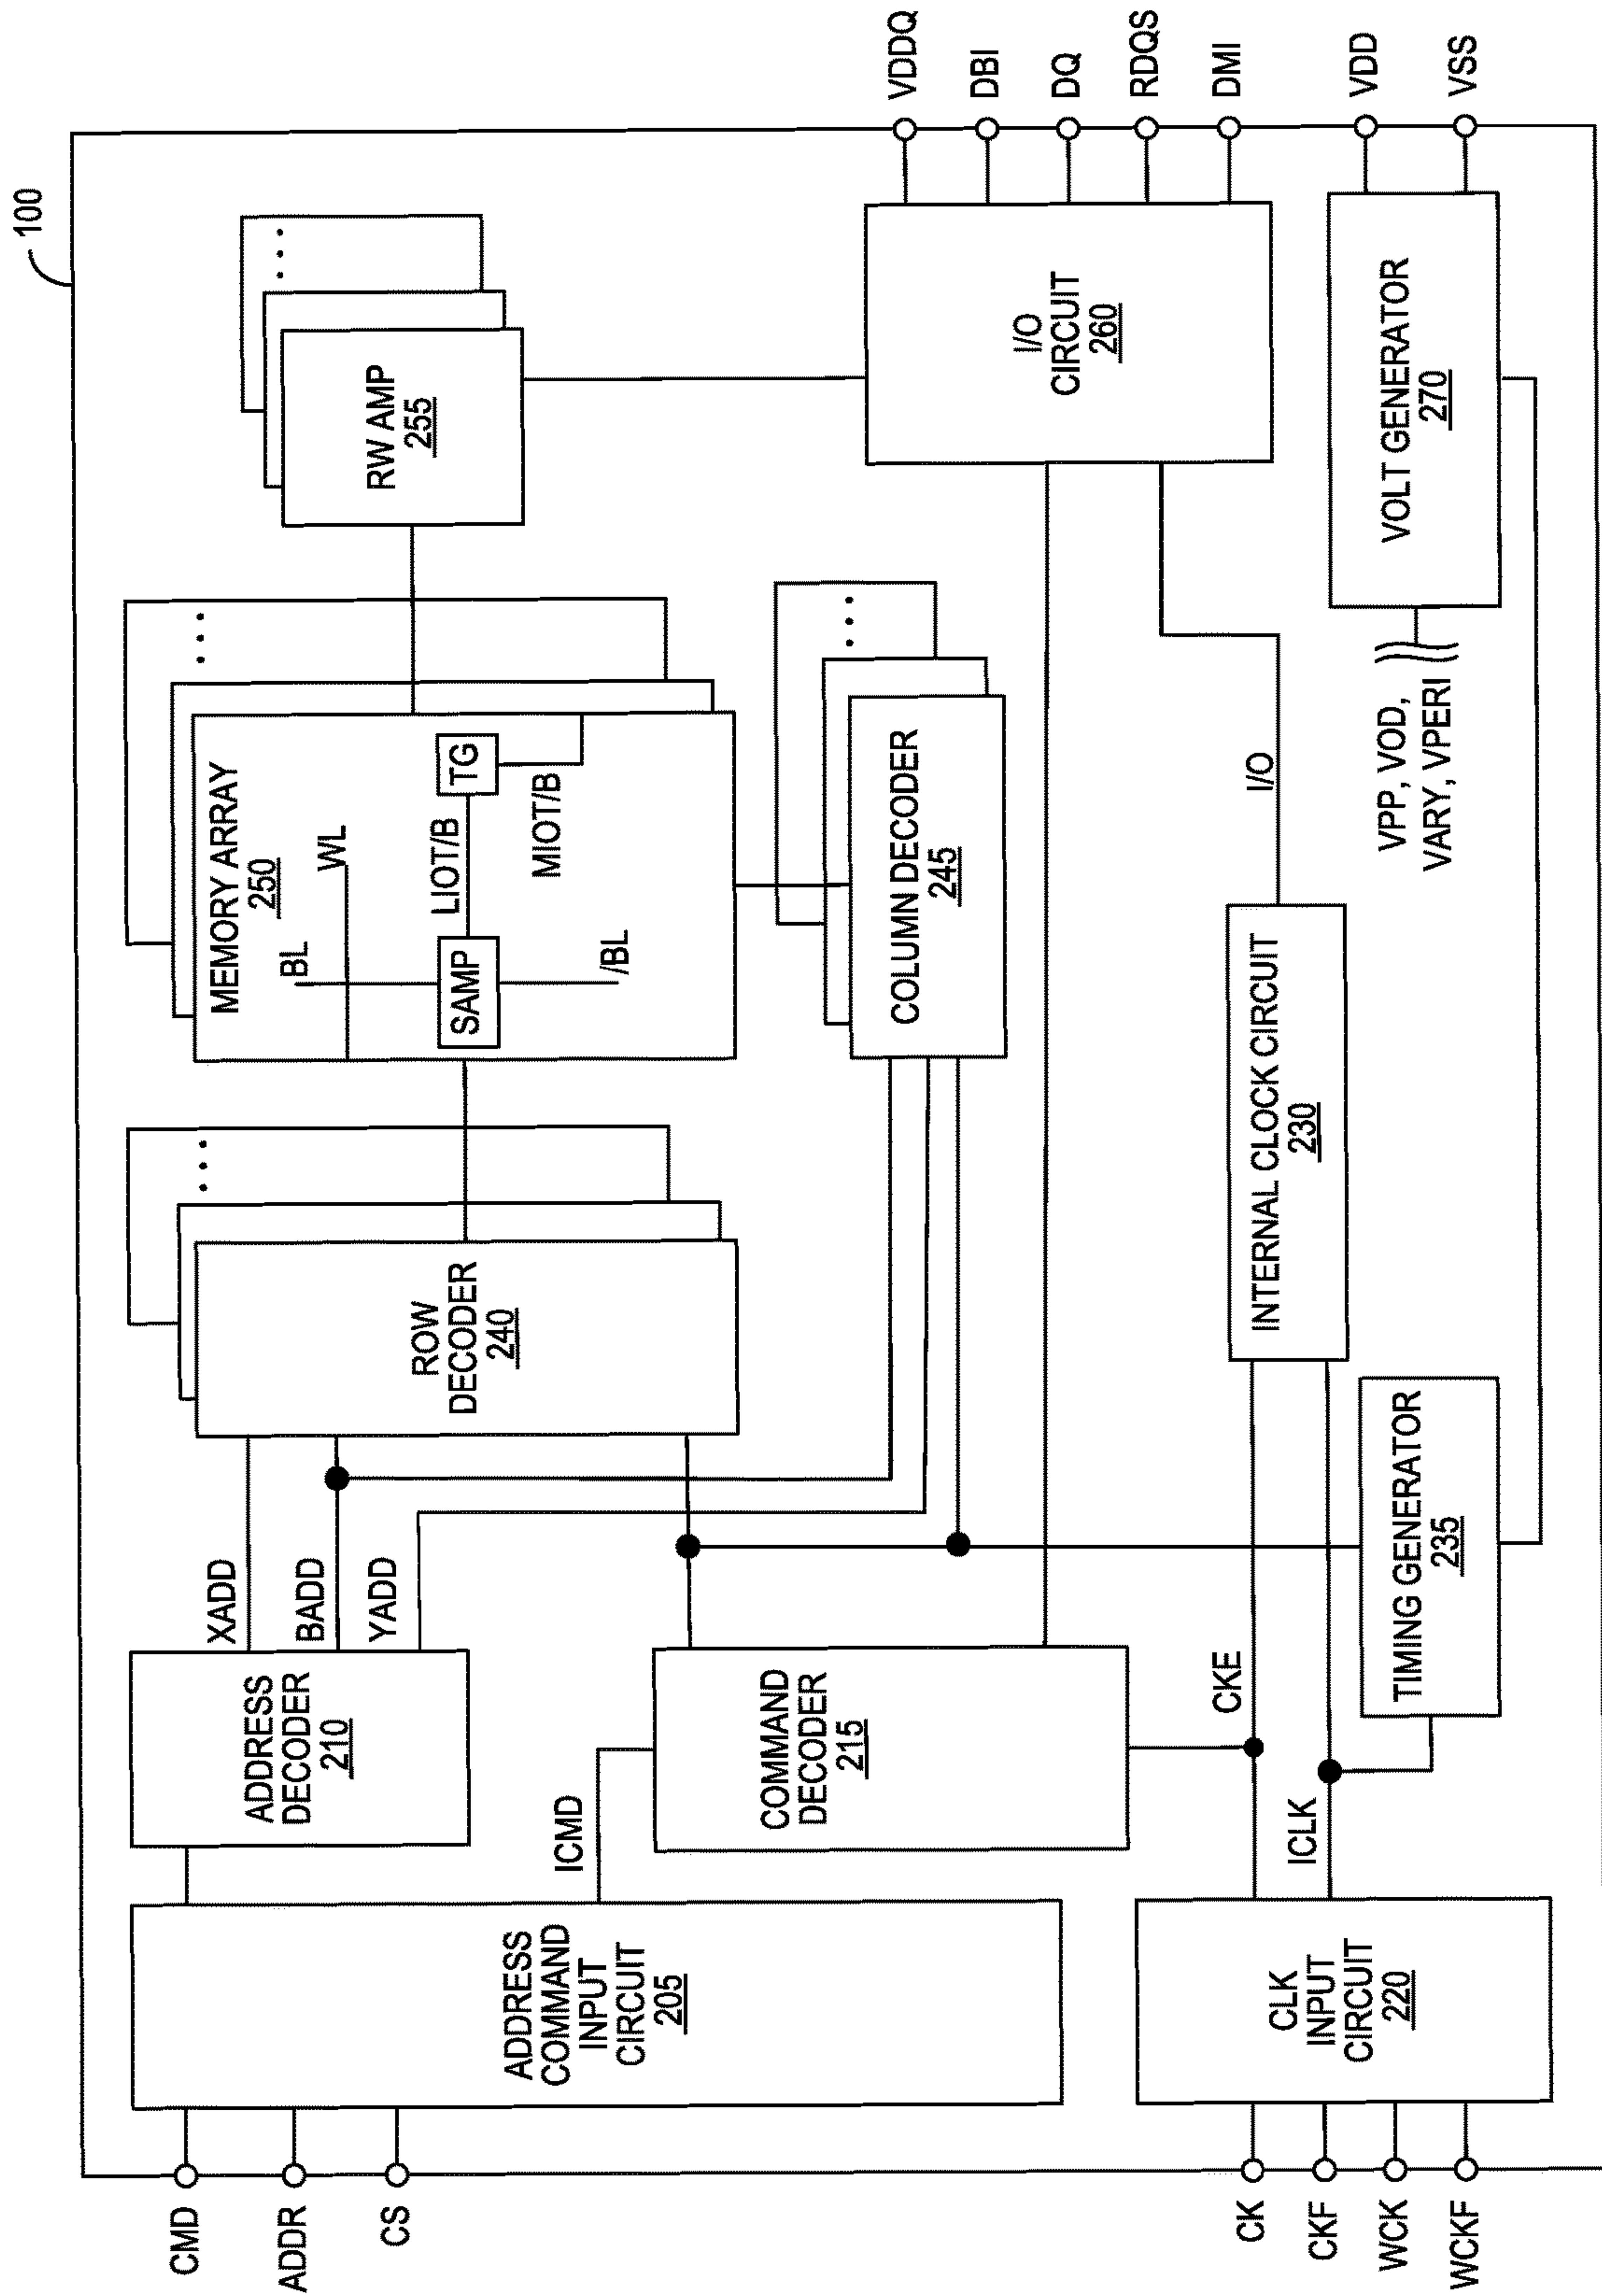 100
CMD
ADDR
CS
ADDRESS
COMMAND
INPUT
CIRCUIT
205
ADDRESS
DECODER
210
XADD
BADD
YADD
ICMD
COMMAND
DECODER
215
ROW
DECODER
240
...
MEMORY ARRAY
250
...
BL
WL
SAMP
/BL
LIOT/B
TG
MIOT/B
COLUMN DECODER
245
...
RW AMP
255
...
I/O
CIRCUIT
260
VDDQ
DBI
DQ
RDQS
DMI
VDD
VSS
CK
CKF
WCK
WCKF
CLK
INPUT
CIRCUIT
220
CKE
ICLK
INTERNAL CLOCK CIRCUIT
230
I/O
TIMING GENERATOR
235
VPP, VOD,
VARY, VPERI
VOLT GENERATOR
270